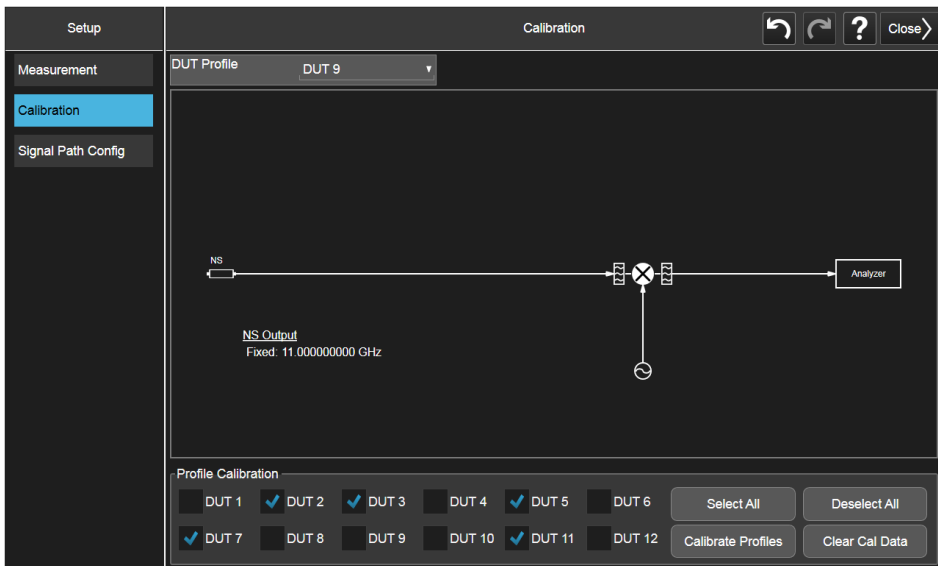 Setup
Calibration
? Close
Measurement
Calibration
Signal Path Config
DUT Profile DUT 9
NS
Analyzer
NS Output
Fixed: 11.000000000 GHz
Profile Calibration
DUT 1 DUT 2 DUT 3 DUT 4 DUT 5 DUT 6 Select All Deselect All
DUT 7 DUT 8 DUT 9 DUT 10 DUT 11 DUT 12 Calibrate Profiles Clear Cal Data